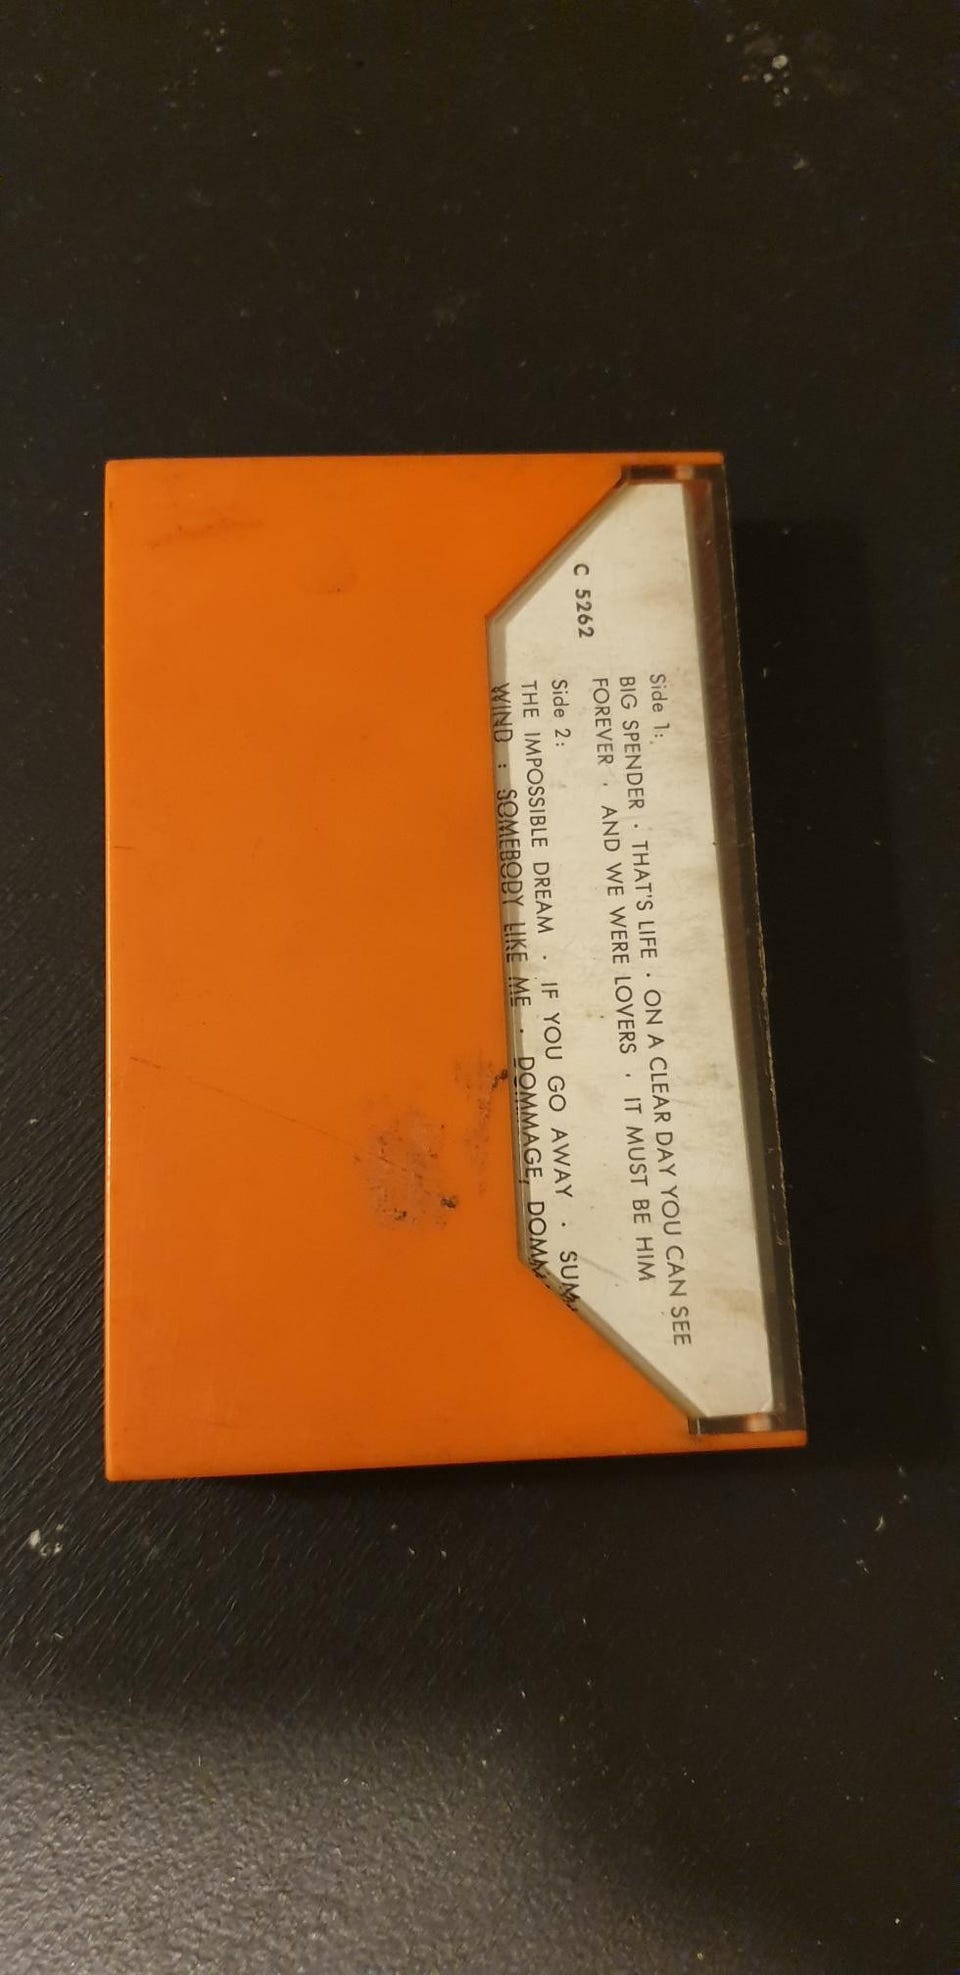 C 5262
Side 1:
BIG SPENDER · THAT'S LIFE · ON A CLEAR DAY YOU CAN SEE
FOREVER · AND WE WERE LOVERS · IT MUST BE HIM
Side 2:
THE IMPOSSIBLE DREAM · IF YOU GO AWAY ·
WIND · SOMEBODY LIKE ME · DOMMAGE,